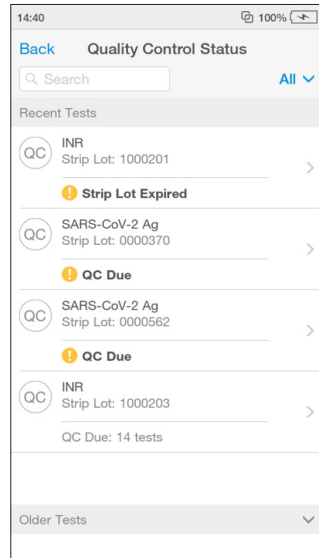 14:40 100%
Back Quality Control Status
Search All
Recent Tests
QC INR
Strip Lot: 1000201
! Strip Lot Expired
QC SARS-CoV-2 Ag
Strip Lot: 0000370
! QC Due
QC SARS-CoV-2 Ag
Strip Lot: 0000562
! QC Due
QC INR
Strip Lot: 1000203
QC Due: 14 tests
Older Tests